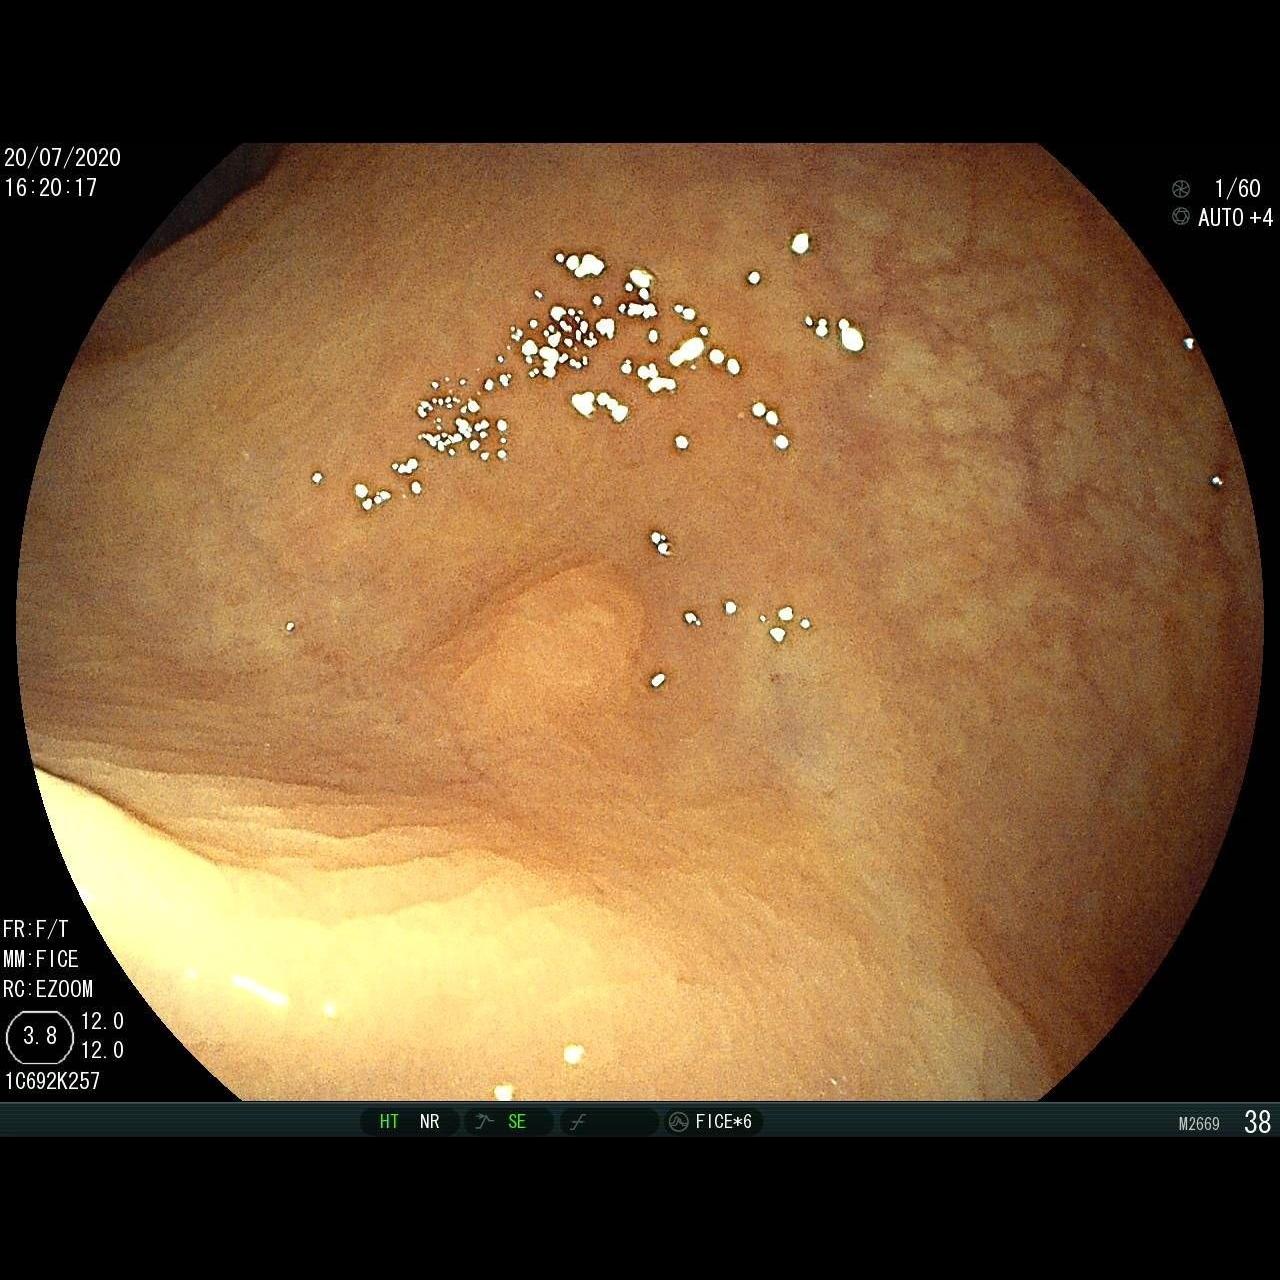 20/07/2020
16:20:17
1/60
AUTO +4
FR:F/T
MM:FICE
RC:EZOOM
3.8
12.0
12.0
1C692K257
HT NR SE FICE*6 M2669 38